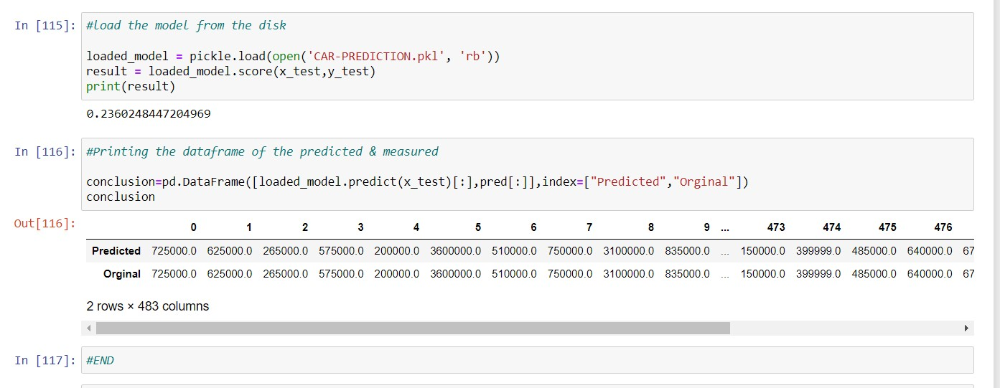 In [115]: #load the model from the disk
loaded_model = pickle.load(open('CAR-PREDICTION.pkl', 'rb'))
result = loaded_model.score(x_test,y_test)
print(result)
0.2360248447204969
In [116]: #Printing the dataframe of the predicted & measured
conclusion=pd.DataFrame([loaded_model.predict(x_test)[:],pred[:]],index=["Predicted","Orginal"])
conclusion
Out[116]:
0 1 2 3 4 5 6 7 8 9 ... 473 474 475 476
Predicted 725000.0 625000.0 265000.0 575000.0 200000.0 3600000.0 510000.0 750000.0 3100000.0 835000.0 ... 150000.0 399999.0 485000.0 640000.0 67
Orginal 725000.0 625000.0 265000.0 575000.0 200000.0 3600000.0 510000.0 750000.0 3100000.0 835000.0 ... 150000.0 399999.0 485000.0 640000.0 67
2 rows × 483 columns
In [117]: #END